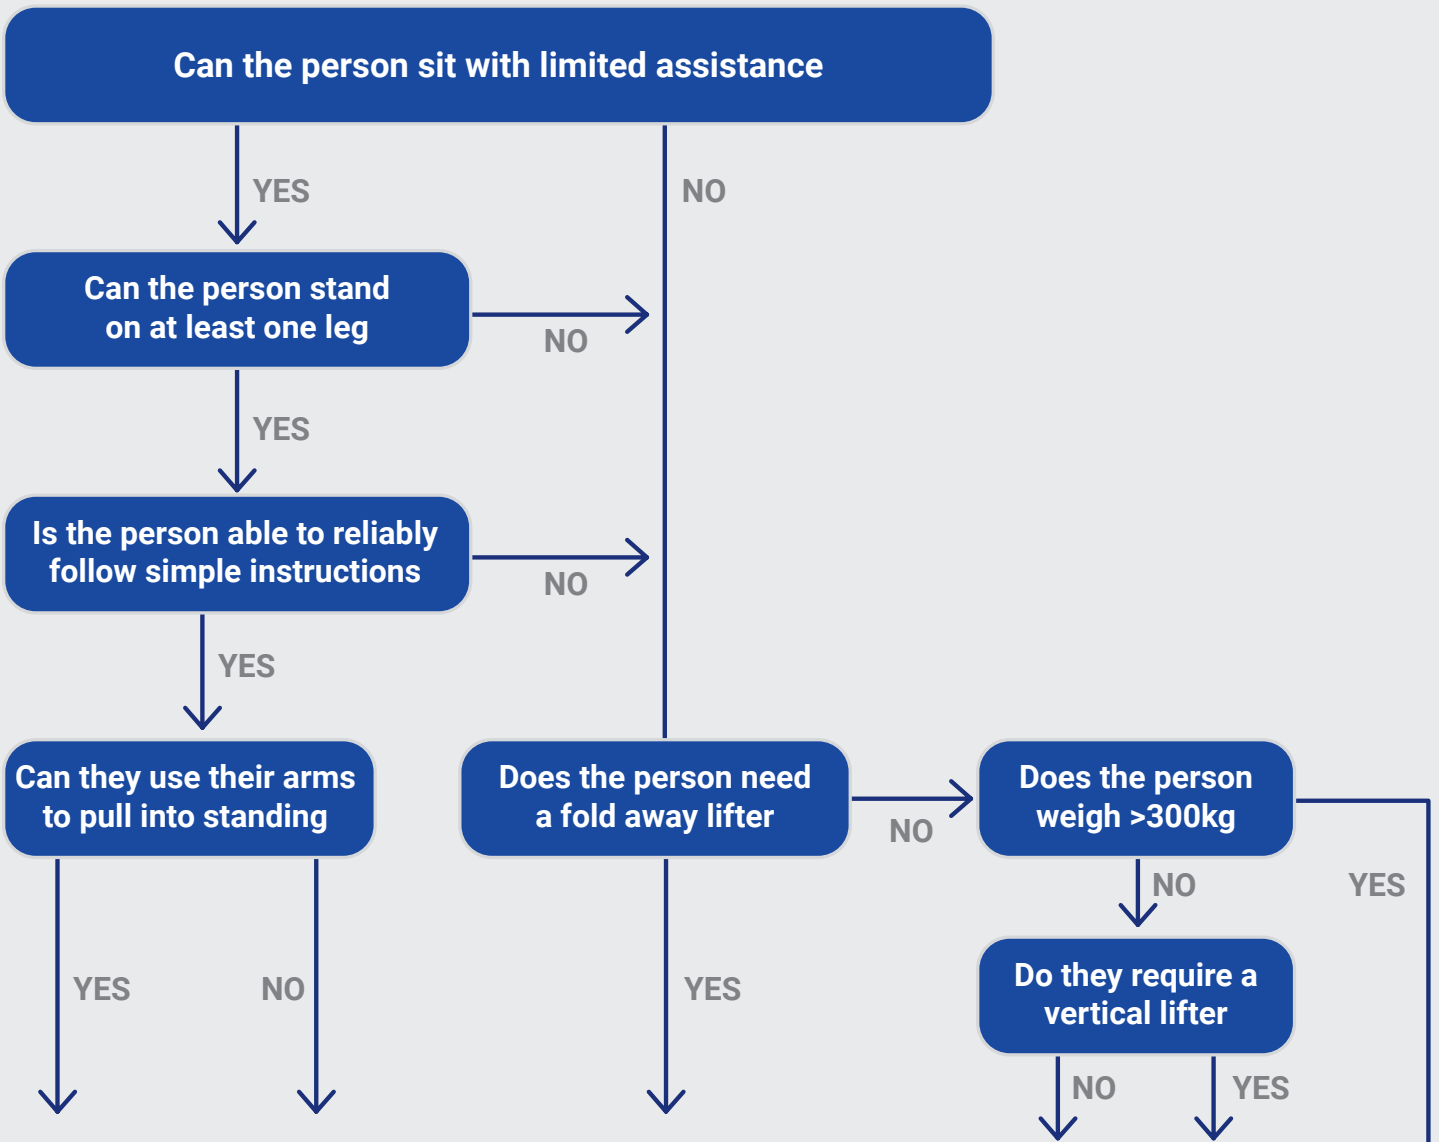 Can the person sit with limited assistance
YES
NO
Can the person stand
on at least one leg
NO
YES
Is the person able to reliably
follow simple instructions
NO
YES
Can they use their arms
to pull into standing
Does the person need
a fold away lifter
NO
Does the person
weigh >300kg
NO
YES
YES
NO
YES
Do they require a
vertical lifter
NO
YES